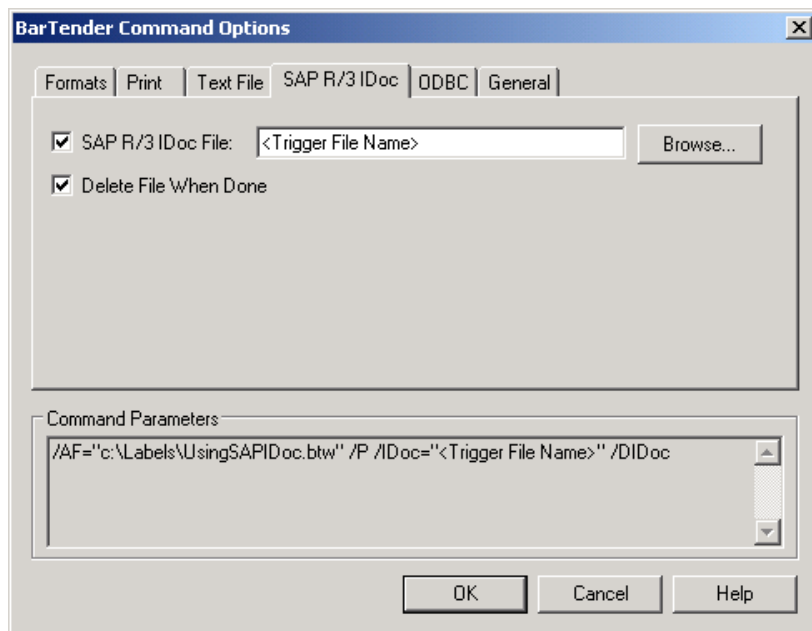 BarTender Command Options
Formats Print Text File SAP R/3 IDoc ODBC General
SAP R/3 IDoc File: <Trigger File Name> Browse...
Delete File When Done
Command Parameters
/AF="c:\Labels\UsingSAPIDoc.btw" /P /IDoc="<Trigger File Name>" /DIDoc
OK Cancel Help